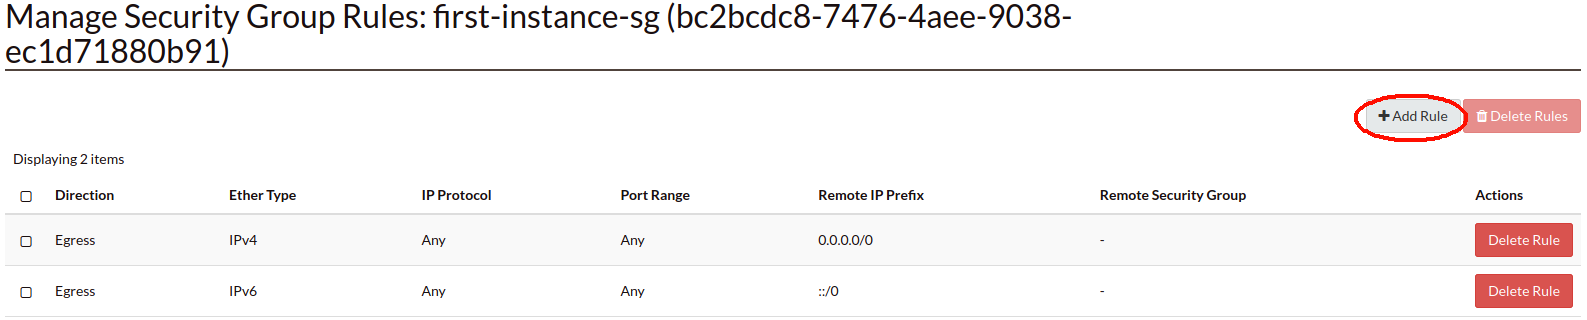 Manage Security Group Rules: first-instance-sg (bc2bcdc8-7476-4aee-9038-
ec1d71880b91)
Add Rule Delete Rules
Displaying 2 items
Direction Ether Type IP Protocol Port Range Remote IP Prefix Remote Security Group Actions
Egress IPv4 Any Any 0.0.0.0/0 - Delete Rule
Egress IPv6 Any Any ::/0 - Delete Rule